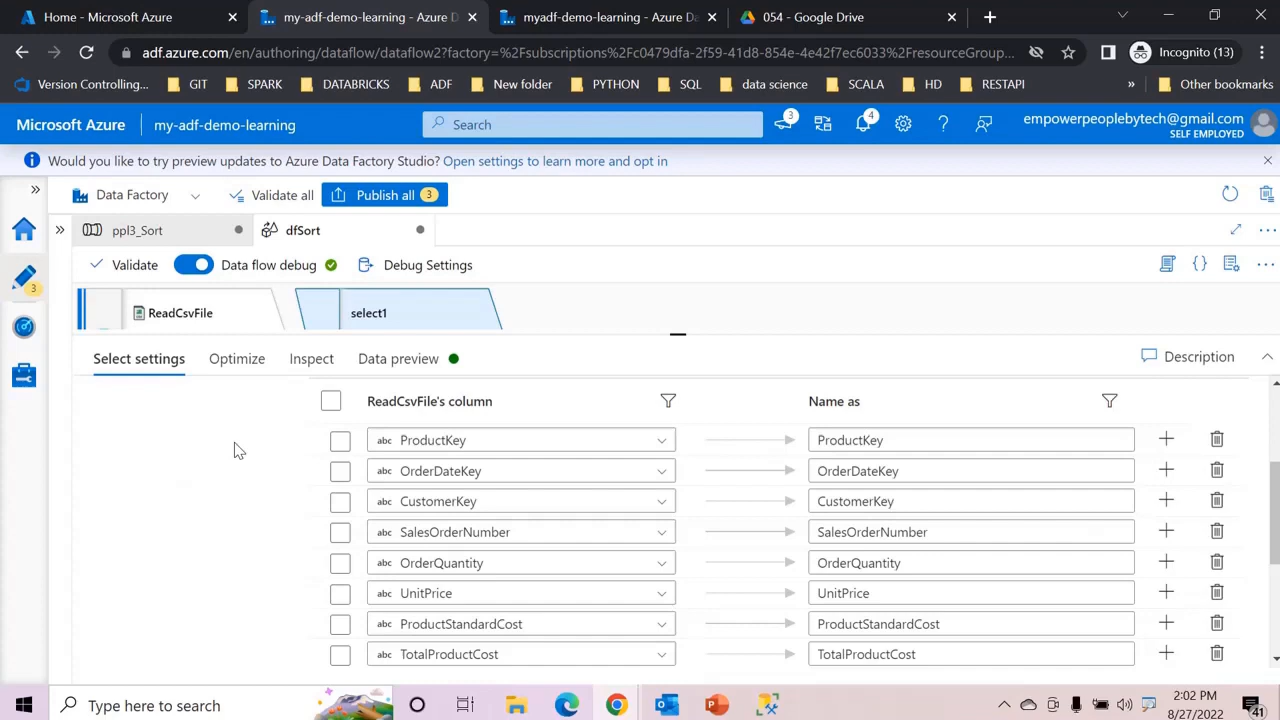 Home - Microsoft Azure
my-adf-demo-learning - Azure D
myadf-demo-learning - Azure Da
054 - Google Drive
adf.azure.com/en/authoring/dataflow/dataflow2?factory=%2Fsubscriptions%2Fc0479dfa-2f59-41d8-854e-4e42f7ec6033%2FresourceGroup...
Incognito (13)
Version Controlling...
GIT
SPARK
DATABRICKS
ADF
New folder
PYTHON
SQL
data science
SCALA
HD
RESTAPI
»
Other bookmarks
Microsoft Azure
my-adf-demo-learning
Search
3
4
empowerpeoplebytech@gmail.com
SELF EMPLOYED
Would you like to try preview updates to Azure Data Factory Studio? Open settings to learn more and opt in
Data Factory
Validate all
Publish all 3
ppl3_Sort
dfSort
3
Validate
Data flow debug
Debug Settings
ReadCsvFile
select1
Select settings
Optimize
Inspect
Data preview
Description
ReadCsvFile's column
Name as
abc ProductKey
ProductKey
abc OrderDateKey
OrderDateKey
abc CustomerKey
CustomerKey
abc SalesOrderNumber
SalesOrderNumber
abc OrderQuantity
OrderQuantity
abc UnitPrice
UnitPrice
abc ProductStandardCost
ProductStandardCost
abc TotalProductCost
TotalProductCost
Type here to search
2:02 PM
8/27/2022
41